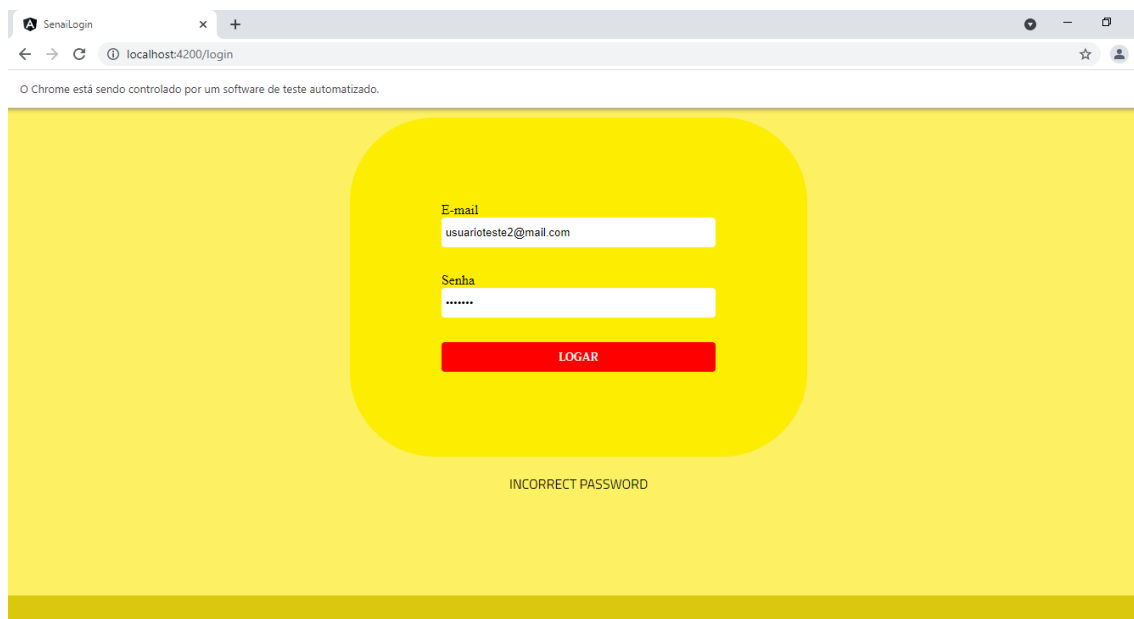 SenaiLogin
localhost:4200/login
O Chrome está sendo controlado por um software de teste automatizado.
E-mail
usuarioteste2@mail.com
Senha
•••••••
LOGAR
INCORRECT PASSWORD